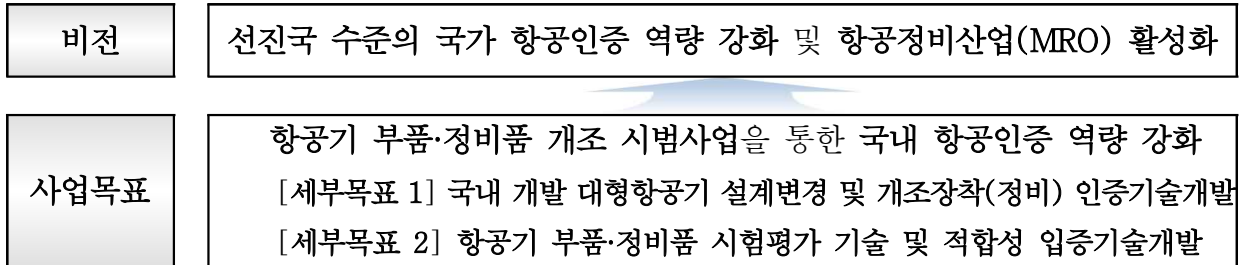 비전
선진국 수준의 국가 항공인증 역량 강화 및 항공정비산업(MRO) 활성화
사업목표
항공기 부품·정비품 개조 시범사업을 통한 국내 항공인증 역량 강화
[세부목표 1] 국내 개발 대형항공기 설계변경 및 개조장착(정비) 인증기술개발
[세부목표 2] 항공기 부품·정비품 시험평가 기술 및 적합성 입증기술개발